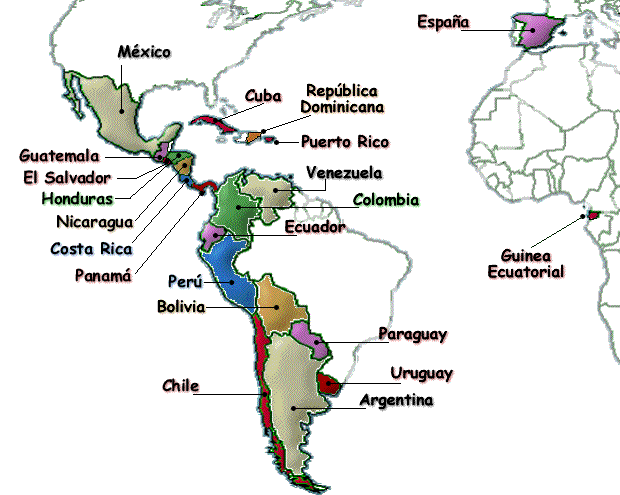 España
México
Cuba
República
Dominicana
Puerto Rico
Guatemala
El Salvador
Honduras
Nicaragua
Costa Rica
Panamá
Venezuela
Colombia
Ecuador
Guinea
Ecuatorial
Perú
Bolivia
Paraguay
Uruguay
Chile
Argentina